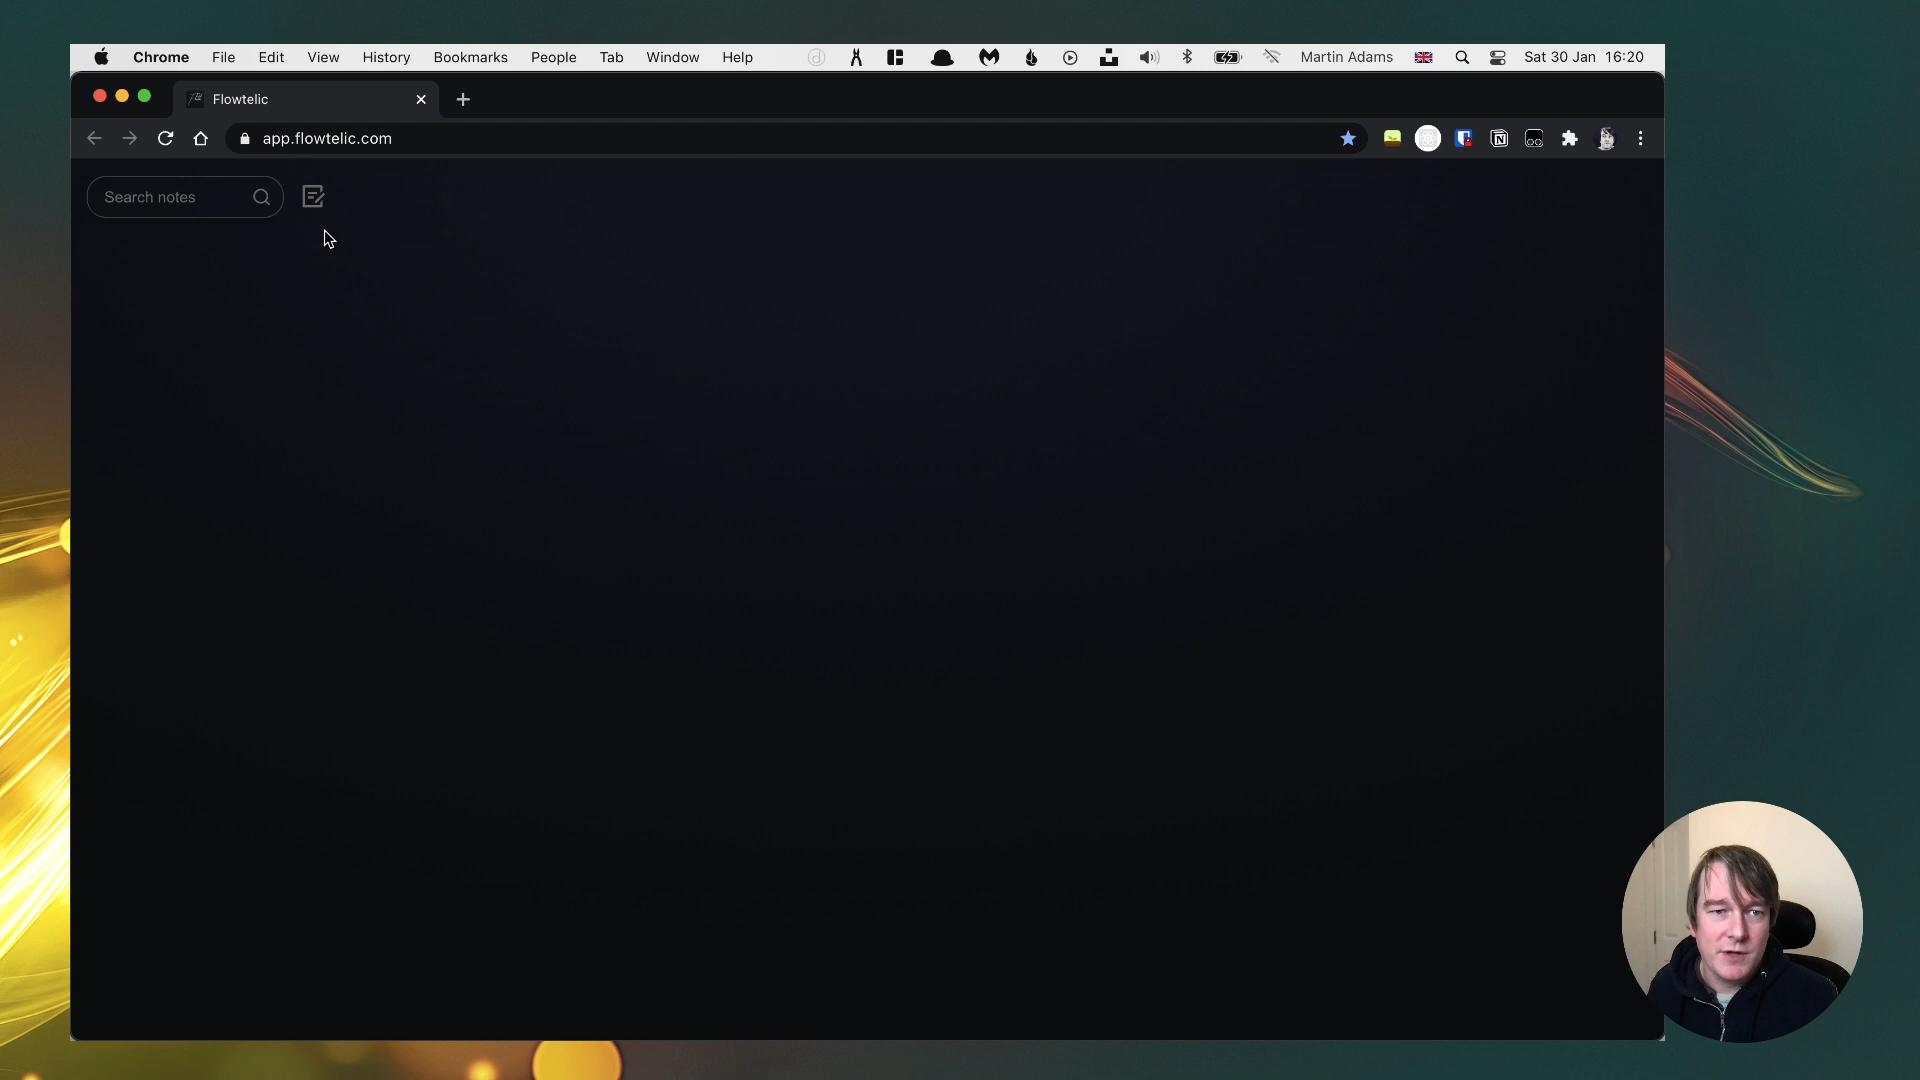 Chrome File Edit View History Bookmarks People Tab Window Help Martin Adams Sat 30 Jan 16:20
Flowtelic
app.flowtelic.com
Search notes